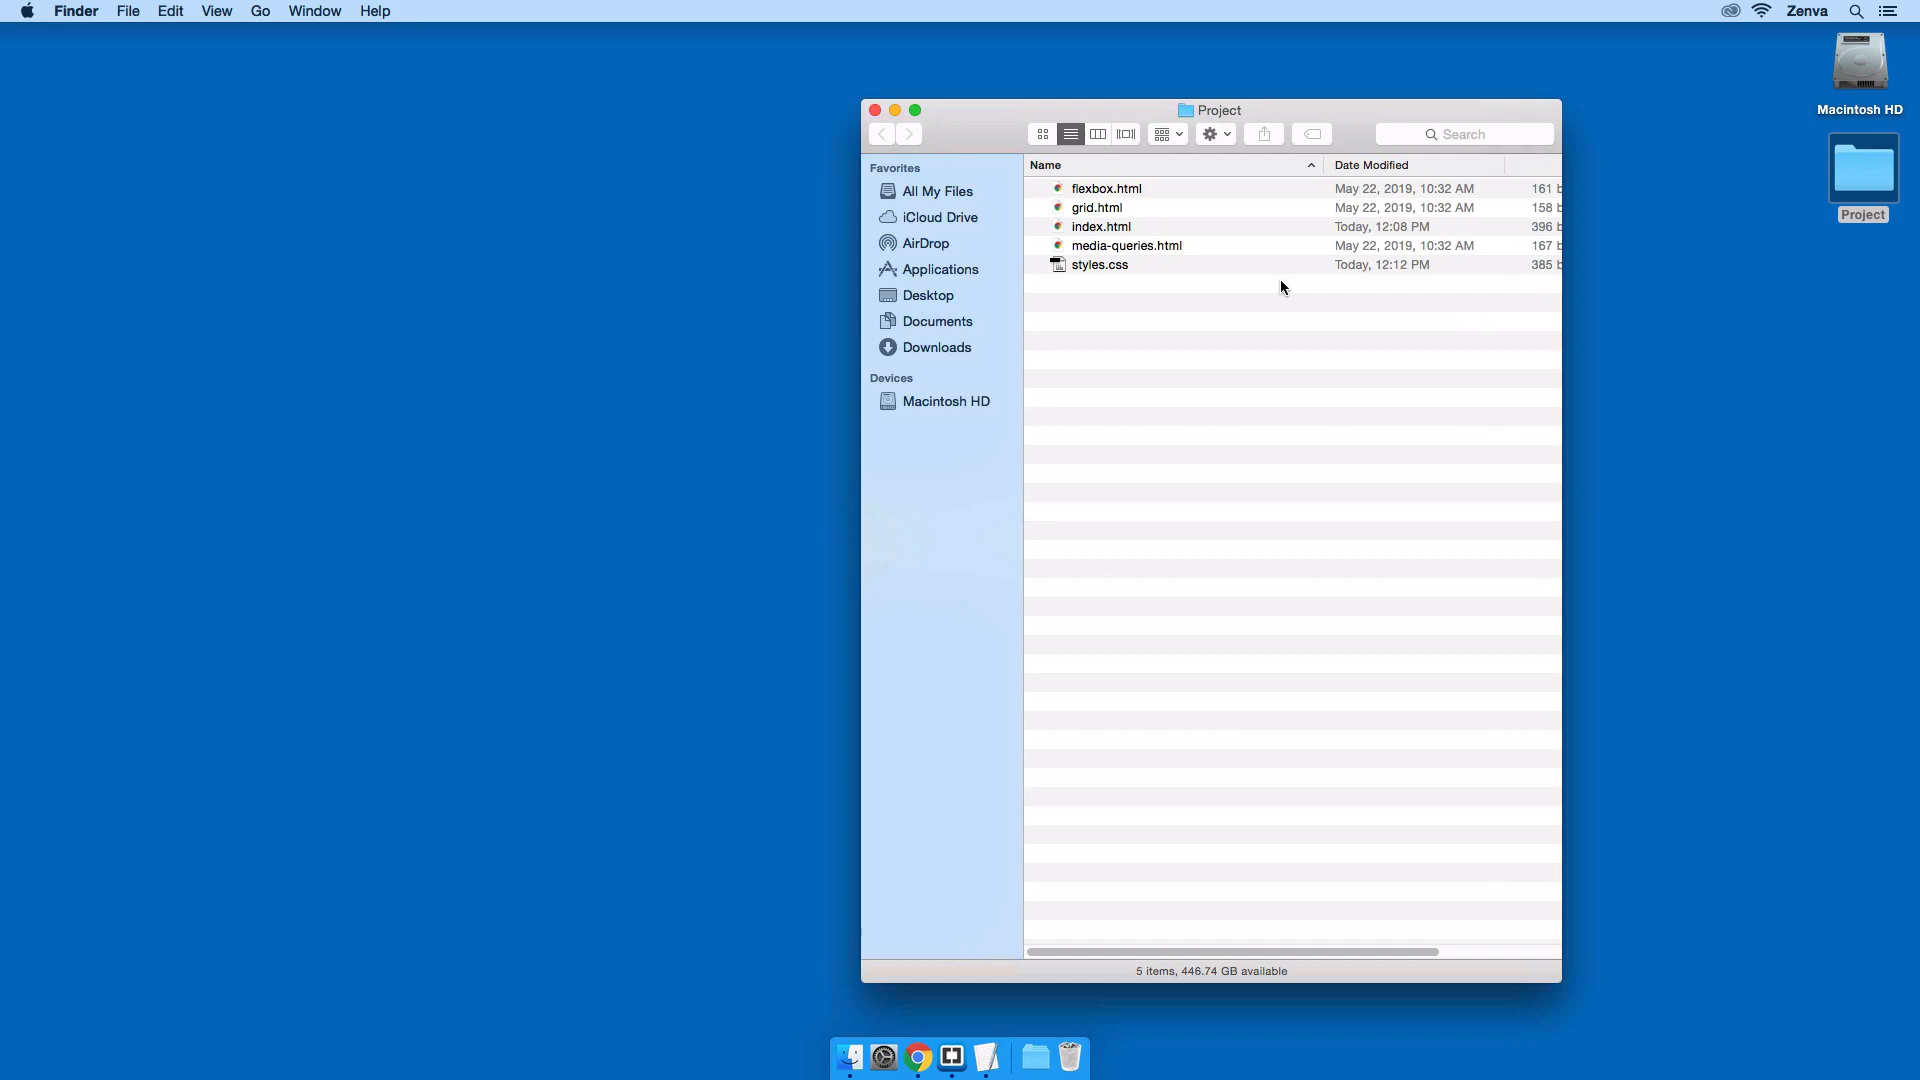 Finder File Edit View Go Window Help Zenva
Macintosh HD
Project
Project
Search
Favorites
All My Files
iCloud Drive
AirDrop
Applications
Desktop
Documents
Downloads
Devices
Macintosh HD
Name Date Modified
flexbox.html May 22, 2019, 10:32 AM 161 b
grid.html May 22, 2019, 10:32 AM 158 b
index.html Today, 12:08 PM 396 b
media-queries.html May 22, 2019, 10:32 AM 167 b
styles.css Today, 12:12 PM 385 b
5 items, 446.74 GB available